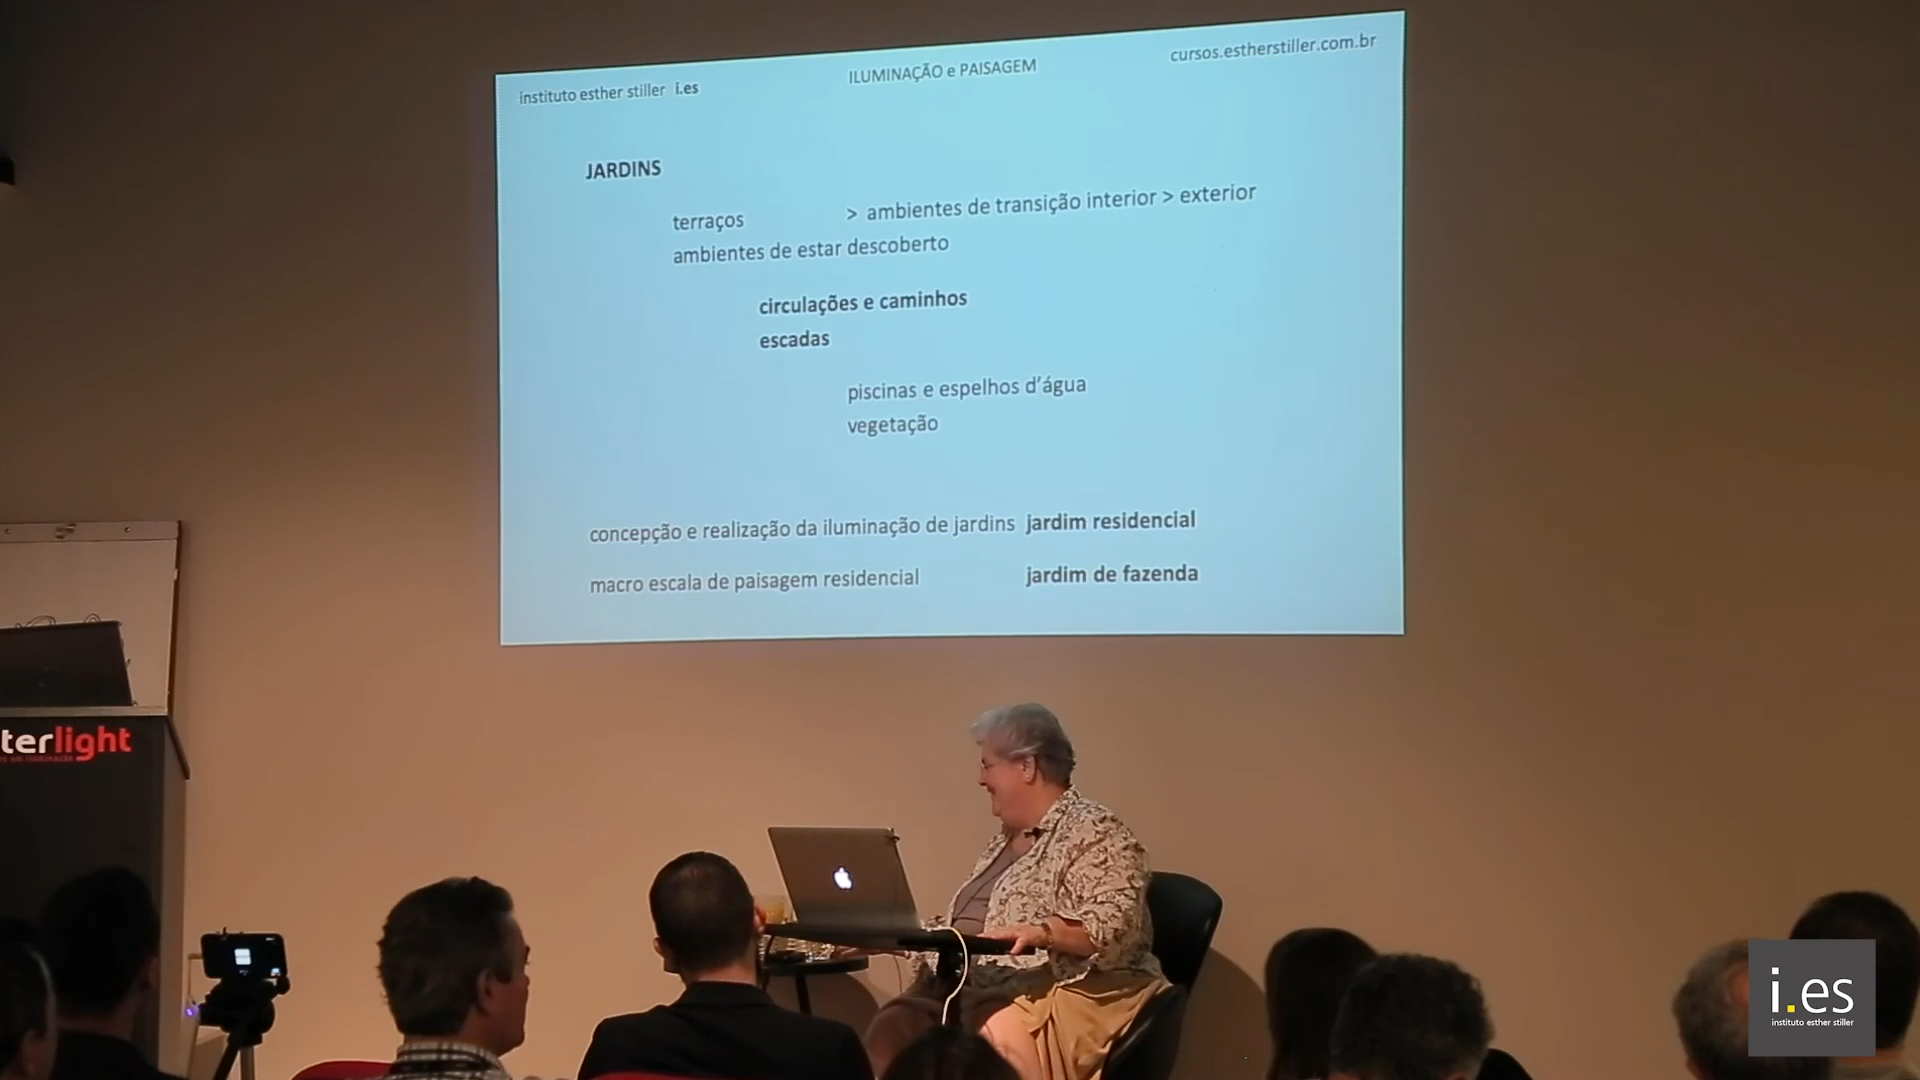 instituto esther stiller i.es
ILUMINAÇÃO e PAISAGEM
cursos.estherstiller.com.br
JARDINS
terraços > ambientes de transição interior > exterior
ambientes de estar descoberto
circulações e caminhos
escadas
piscinas e espelhos d'água
vegetação
concepção e realização da iluminação de jardins jardim residencial
macro escala de paisagem residencial jardim de fazenda
terlight
i.es
instituto esther stiller